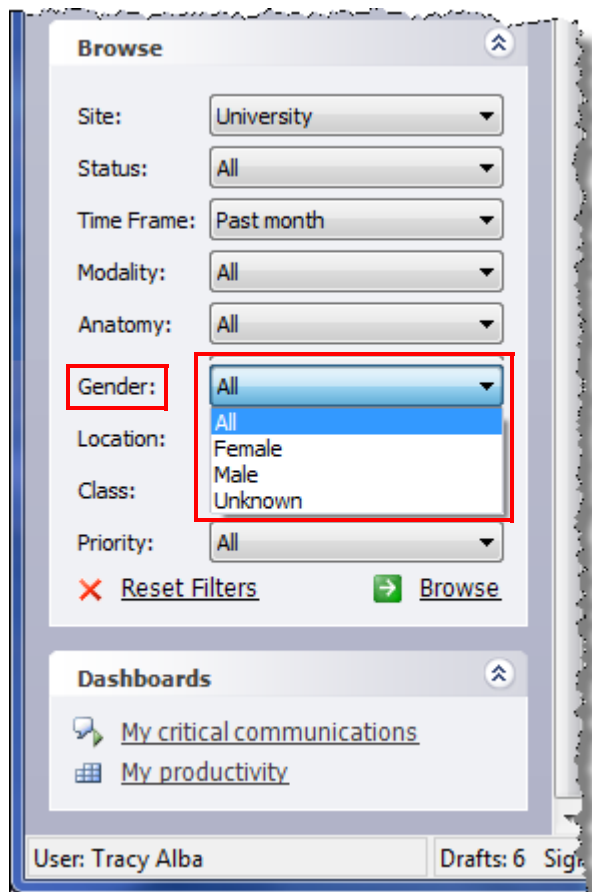 Browse
Site: University
Status: All
Time Frame: Past month
Modality: All
Anatomy: All
Gender: All
All
Location:
Female
Male
Class:
Unknown
Priority: All
Reset Filters Browse
Dashboards
My critical communications
My productivity
User: Tracy Alba Drafts: 6